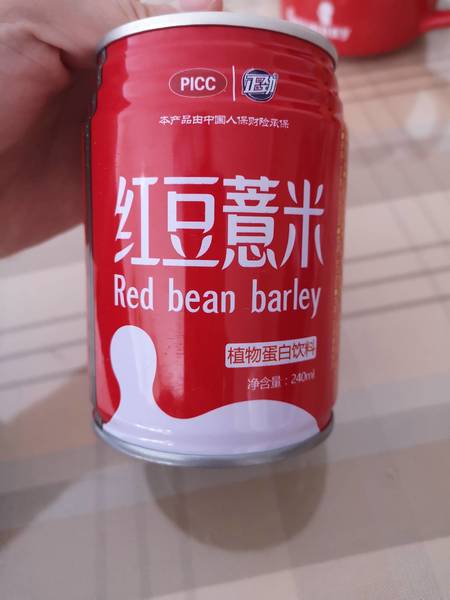 PICC
本产品由中国人保财险承保
红豆薏米
Red bean barley
植物蛋白饮料
净含量：240ml